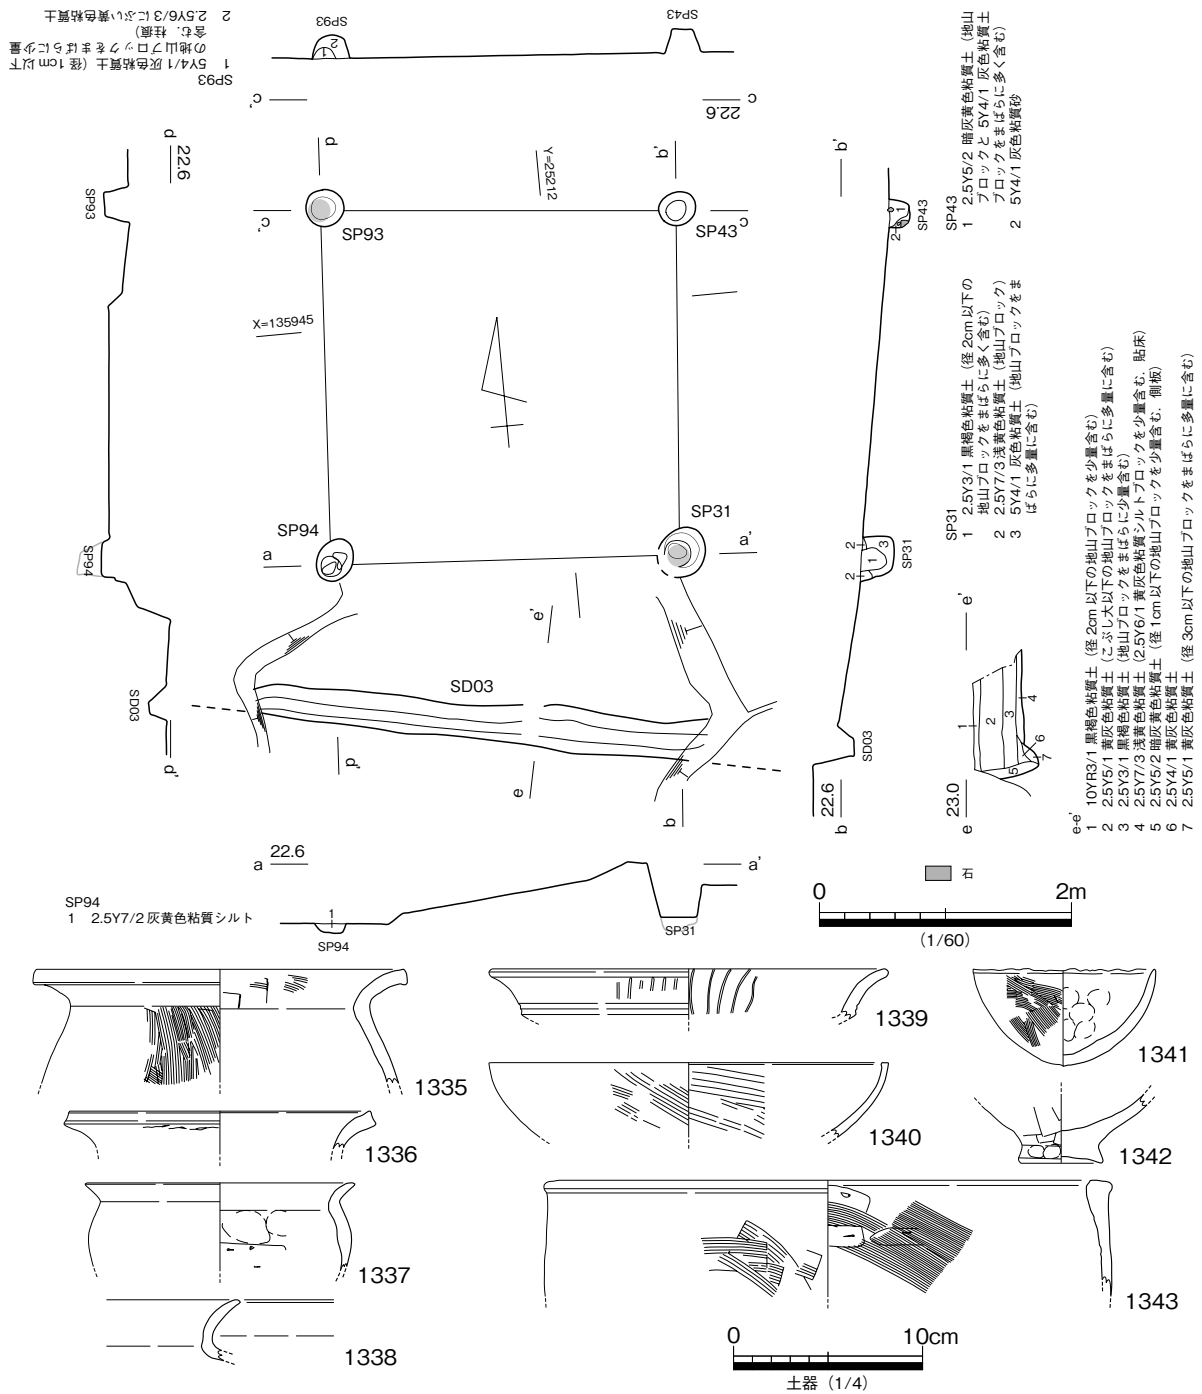 SP93
1 5Y4/1 灰色粘質土（径 1cm 以下
の地山ブロックをまばらに少量
含む．柱痕）
2 2.5Y6/3 にぶい黄色粘質土
SP93
1
2
SP43
c'
22.6
c
d
22.6
d
b'
b'
Y=25212
SP93
c'
SP93
SP43
c
1
2
SP43
SP43
1 2.5Y5/2 暗灰黄色粘質土（地山
ブロックと 5Y4/1 灰色粘質土
ブロックをまばらに多く含む）
2 5Y4/1 灰色粘質砂
X=135945
SP31
1 2.5Y3/1 黒褐色粘質土（径 2cm 以下の
地山ブロックをまばらに多く含む）
2 2.5Y7/3 浅黄色粘質土（地山ブロック）
3 5Y4/1 灰色粘質土（地山ブロックをま
ばらに多量に含む）
SP94
SP94
a
SP31
a'
2
1
3
2
SP31
e'
e'
SD03
SD03
1
2
3
4
5
6
7
SD03
d'
d'
e
b
22.6
b
23.0
e
e-e'
1 10YR3/1 黒褐色粘質土（径 2cm 以下の地山ブロックを少量含む）
2 2.5Y5/1 黄灰色粘質土（こぶし大以下の地山ブロックをまばらに多量に含む）
3 2.5Y3/1 黒褐色粘質土（地山ブロックをまばらに少量含む）
4 2.5Y7/3 浅黄色粘質土（2.5Y6/1 黄灰色粘質シルトブロックを少量含む．貼床）
5 2.5Y5/2 暗灰黄色粘質土（径 1cm 以下の地山ブロックを少量含む．側板）
6 2.5Y4/1 黄灰色粘質土
7 2.5Y5/1 黄灰色粘質土（径 3cm 以下の地山ブロックをまばらに多量に含む）
a 22.6
a'
石
SP94
1 2.5Y7/2 灰黄色粘質シルト
1
SP94
SP31
0 2m
(1/60)
1335
1336
1337
1338
1339
1340
1341
1342
1343
0 10cm
土器（1/4）